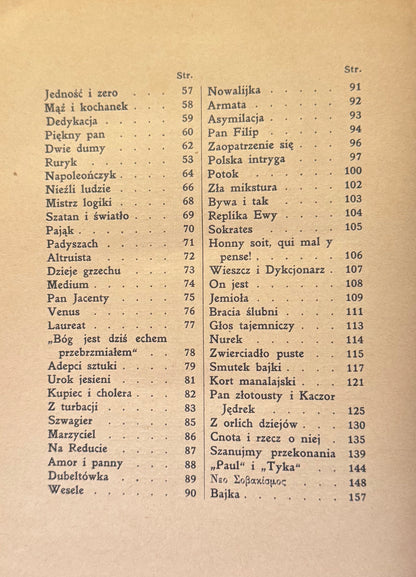 Str.
Jedność i zero . . . 57
Mąż i kochanek . . . 58
Dedykacja . . . . 59
Piękny pan . . . . 60
Dwie dumy . . . . 62
Ruryk . . . . . 53
Napoleończyk . . . 64
Nieźli ludzie . . . . 66
Mistrz logiki . . . . 68
Szatan i światło . . . 69
Pająk . . . . . 70
Padyszach . . . . 71
Altruista . . . . 72
Dzieje grzechu . . . 73
Medium . . . . . 74
Pan Jacenty . . . . 75
Venus . . . . . 76
Laureat . . . . . 77
„Bóg jest dziś echem
przebrzmiałem" . . . 78
Adepci sztuki . . . . 79
Urok jesieni . . . . 81
Kupiec i cholera . . . 82
Z turbacji . . . . 83
Szwagier . . . . 85
Marzyciel . . . . 86
Na Reducie . . . . 87
Amor i panny . . . 88
Dubeltówka . . . . 89
Wesele . . . . . 90
Str.
Nowalijka . . . . 91
Armata . . . . . 92
Asymilacja . . . . 93
Pan Filip . . . . . 94
Zaopatrzenie się . . . 96
Polska intryga . . . 97
Potok . . . . . 100
Zła mikstura . . . . 102
Bywa i tak . . . . 103
Replika Ewy . . . . 104
Sokrates . . . . . 105
Honny soit, qui mal y
pense! . . . . . 106
Wieszcz i Dykcjonarz . 107
On jest . . . . . 108
Jemioła . . . . . 109
Bracia ślubni . . . . 111
Głos tajemniczy . . . 113
Nurek . . . . . 114
Zwierciadło puste . . . 115
Smutek bajki . . . . 117
Kort manalajski . . . 121
Pan złotousty i Kaczor
Jędrek . . . . 125
Z orlich dziejów . . . 130
Cnota i rzecz o niej . . 135
Szanujmy przekonania 139
„Paul" i „Tyka" . . . 144
Νεο Σοβακίσμος . . . 148
Bajka . . . . . 157